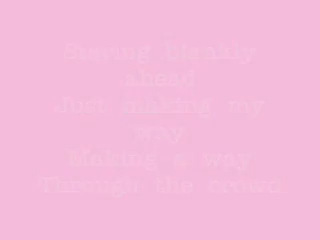 Staring blankly
ahead
Just making my
way
Making a way
Through the crowd